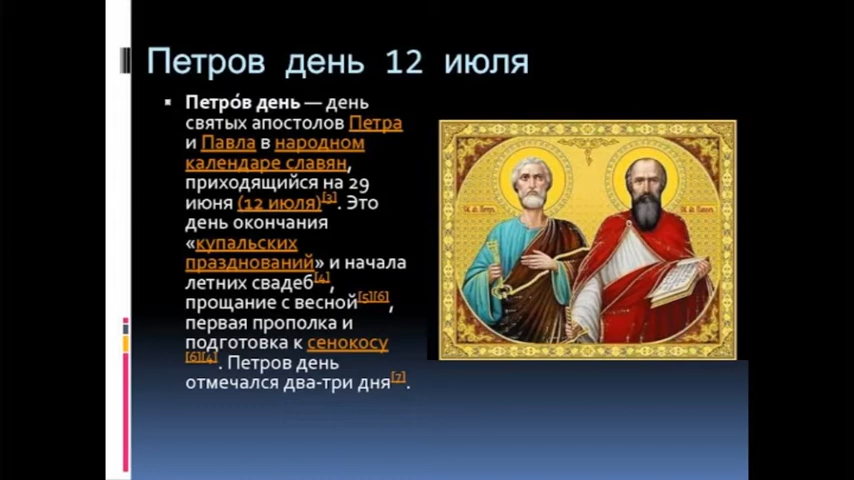 Петров день 12 июля
Петро́в день — день
святых апостолов Петра
и Павла в народном
календаре славян,
приходящийся на 29
июня (12 июля)[3]. Это
день окончания
«купальских
празднований» и начала
летних свадеб[4],
прощание с весной[5][6],
первая прополка и
подготовка к сенокосу
[6][4]. Петров день
отмечался два-три дня[7].